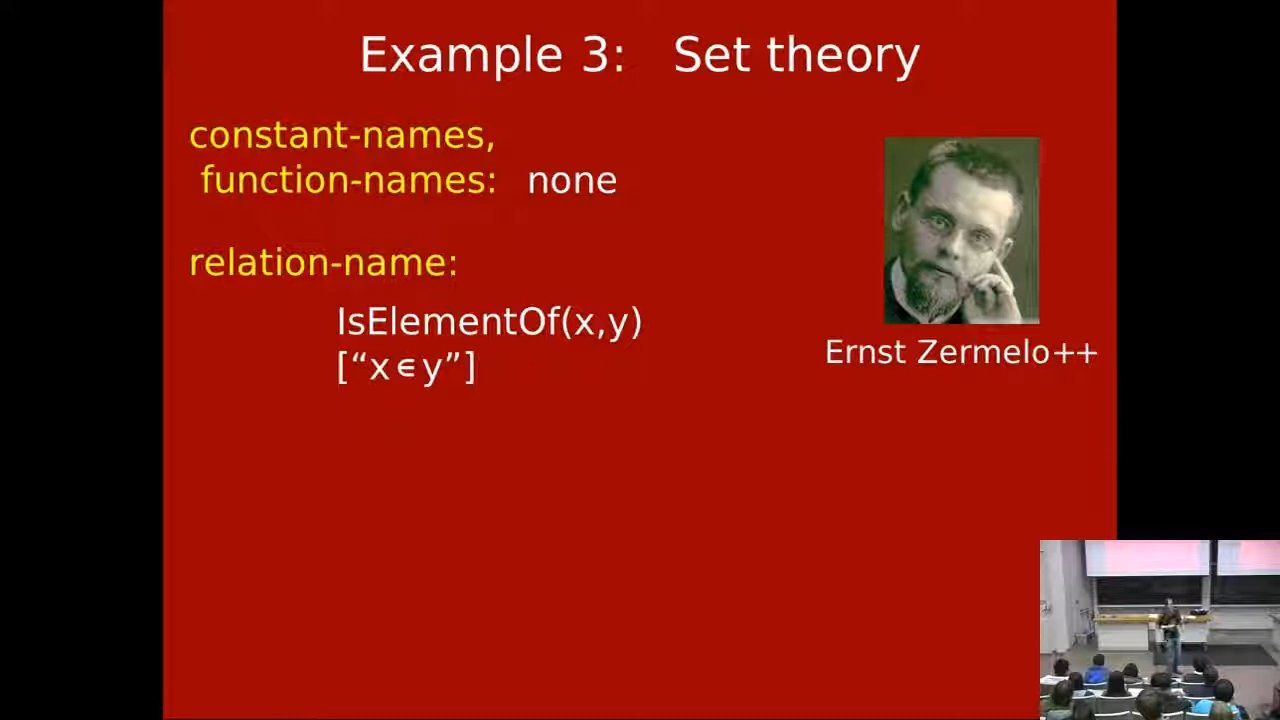 Example 3: Set theory
constant-names,
function-names: none
relation-name:
IsElementOf(x,y)
[“x∊y”]
Ernst Zermelo++